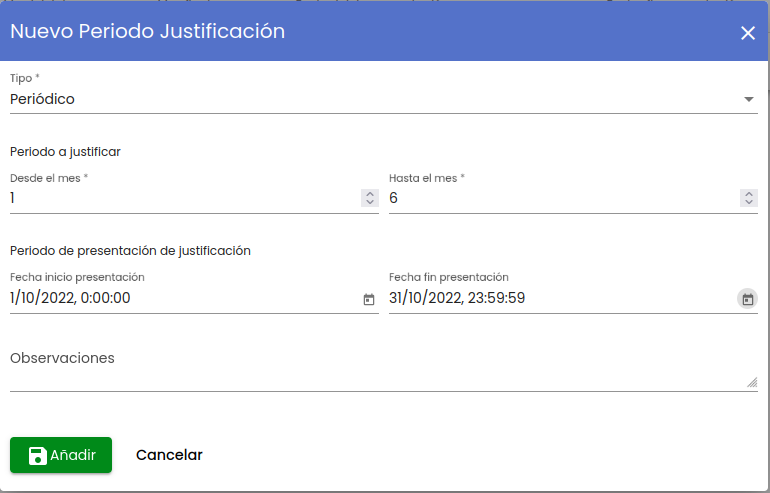 Nuevo Periodo Justificación
Tipo *
Periódico
Periodo a justificar
Desde el mes * Hasta el mes *
1 6
Periodo de presentación de justificación
Fecha inicio presentación Fecha fin presentación
1/10/2022, 0:00:00 31/10/2022, 23:59:59
Observaciones
Añadir Cancelar